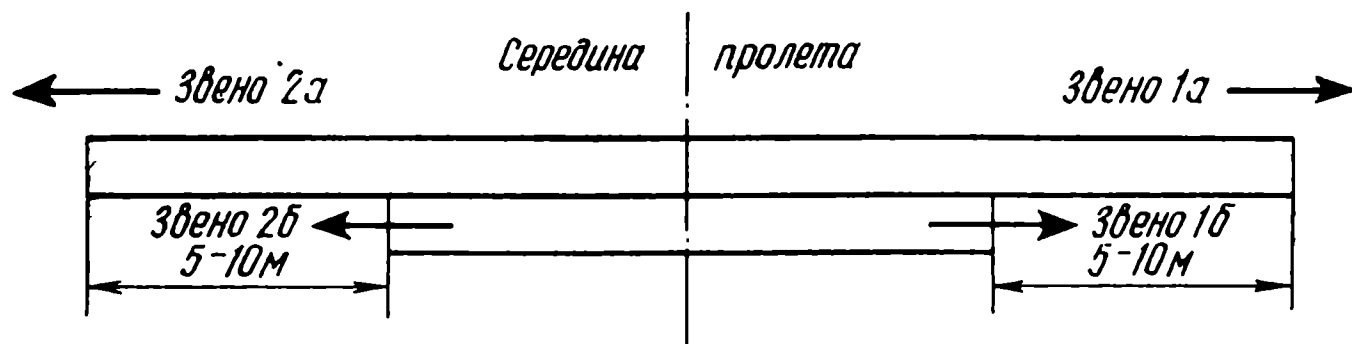 Середина пролета
Звено 2а
Звено 1а
Звено 2б
5-10м
Звено 1б
5-10м